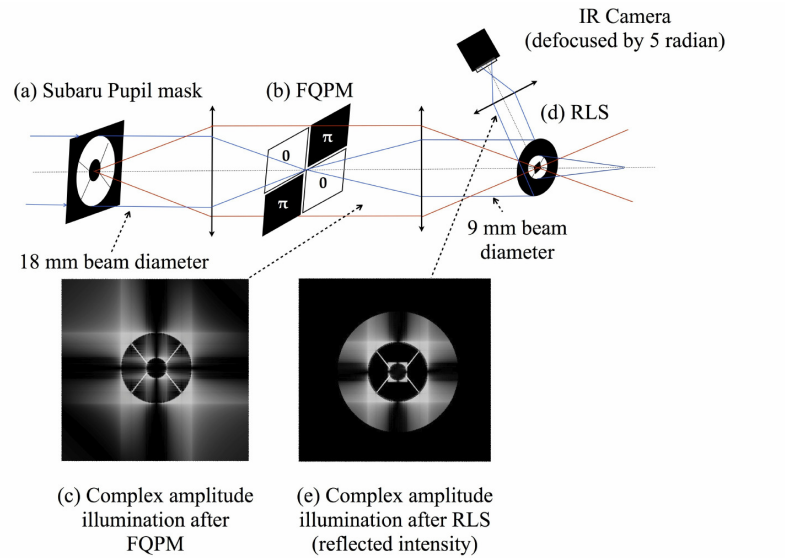 IR Camera
(defocused by 5 radian)
(a) Subaru Pupil mask
(b) FQPM
(d) RLS
π
0
0
π
18 mm beam diameter
9 mm beam
diameter
(c) Complex amplitude
illumination after
FQPM
(e) Complex amplitude
illumination after RLS
(reflected intensity)